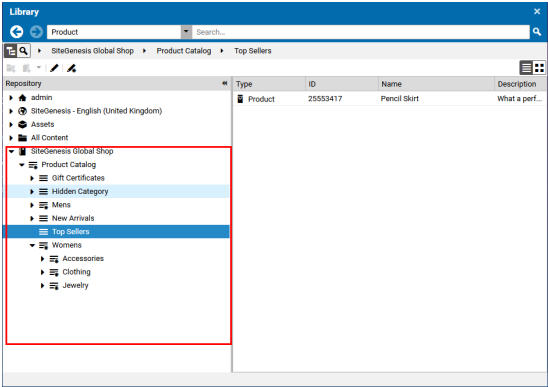 Library
Product
Search...
SiteGenesis Global Shop Product Catalog Top Sellers
Repository
Type ID Name Description
admin
SiteGenesis - English (United Kingdom)
Assets
All Content
SiteGenesis Global Shop
Product Catalog
Gift Certificates
Hidden Category
Mens
New Arrivals
Top Sellers
Womens
Accessories
Clothing
Jewelry
Product 25553417 Pencil Skirt What a perf...